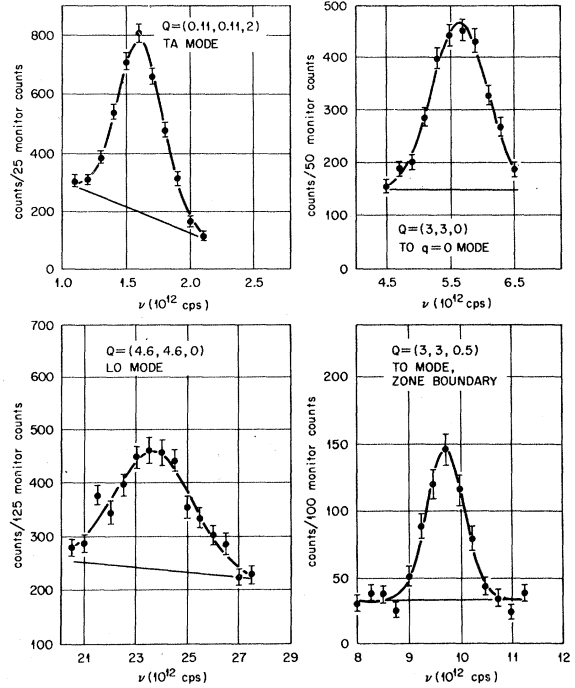 counts/25 monitor counts
800
600
400
200
0
Q=(0.11, 0.11, 2)
TA MODE
1.0
1.5
2.0
2.5
ν (10¹² cps)
counts/50 monitor counts
500
400
300
200
150
100
0
Q=(3,3,0)
TO q=0 MODE
4.5
5.5
6.5
ν (10¹² cps)
counts/125 monitor counts
700
600
500
400
300
200
100
Q=(4.6, 4.6, 0)
LO MODE
21
23
25
27
29
ν (10¹² cps)
counts/100 monitor counts
200
150
100
50
0
Q=(3, 3, 0.5)
TO MODE,
ZONE BOUNDARY
8
9
10
11
12
ν (10¹² cps)